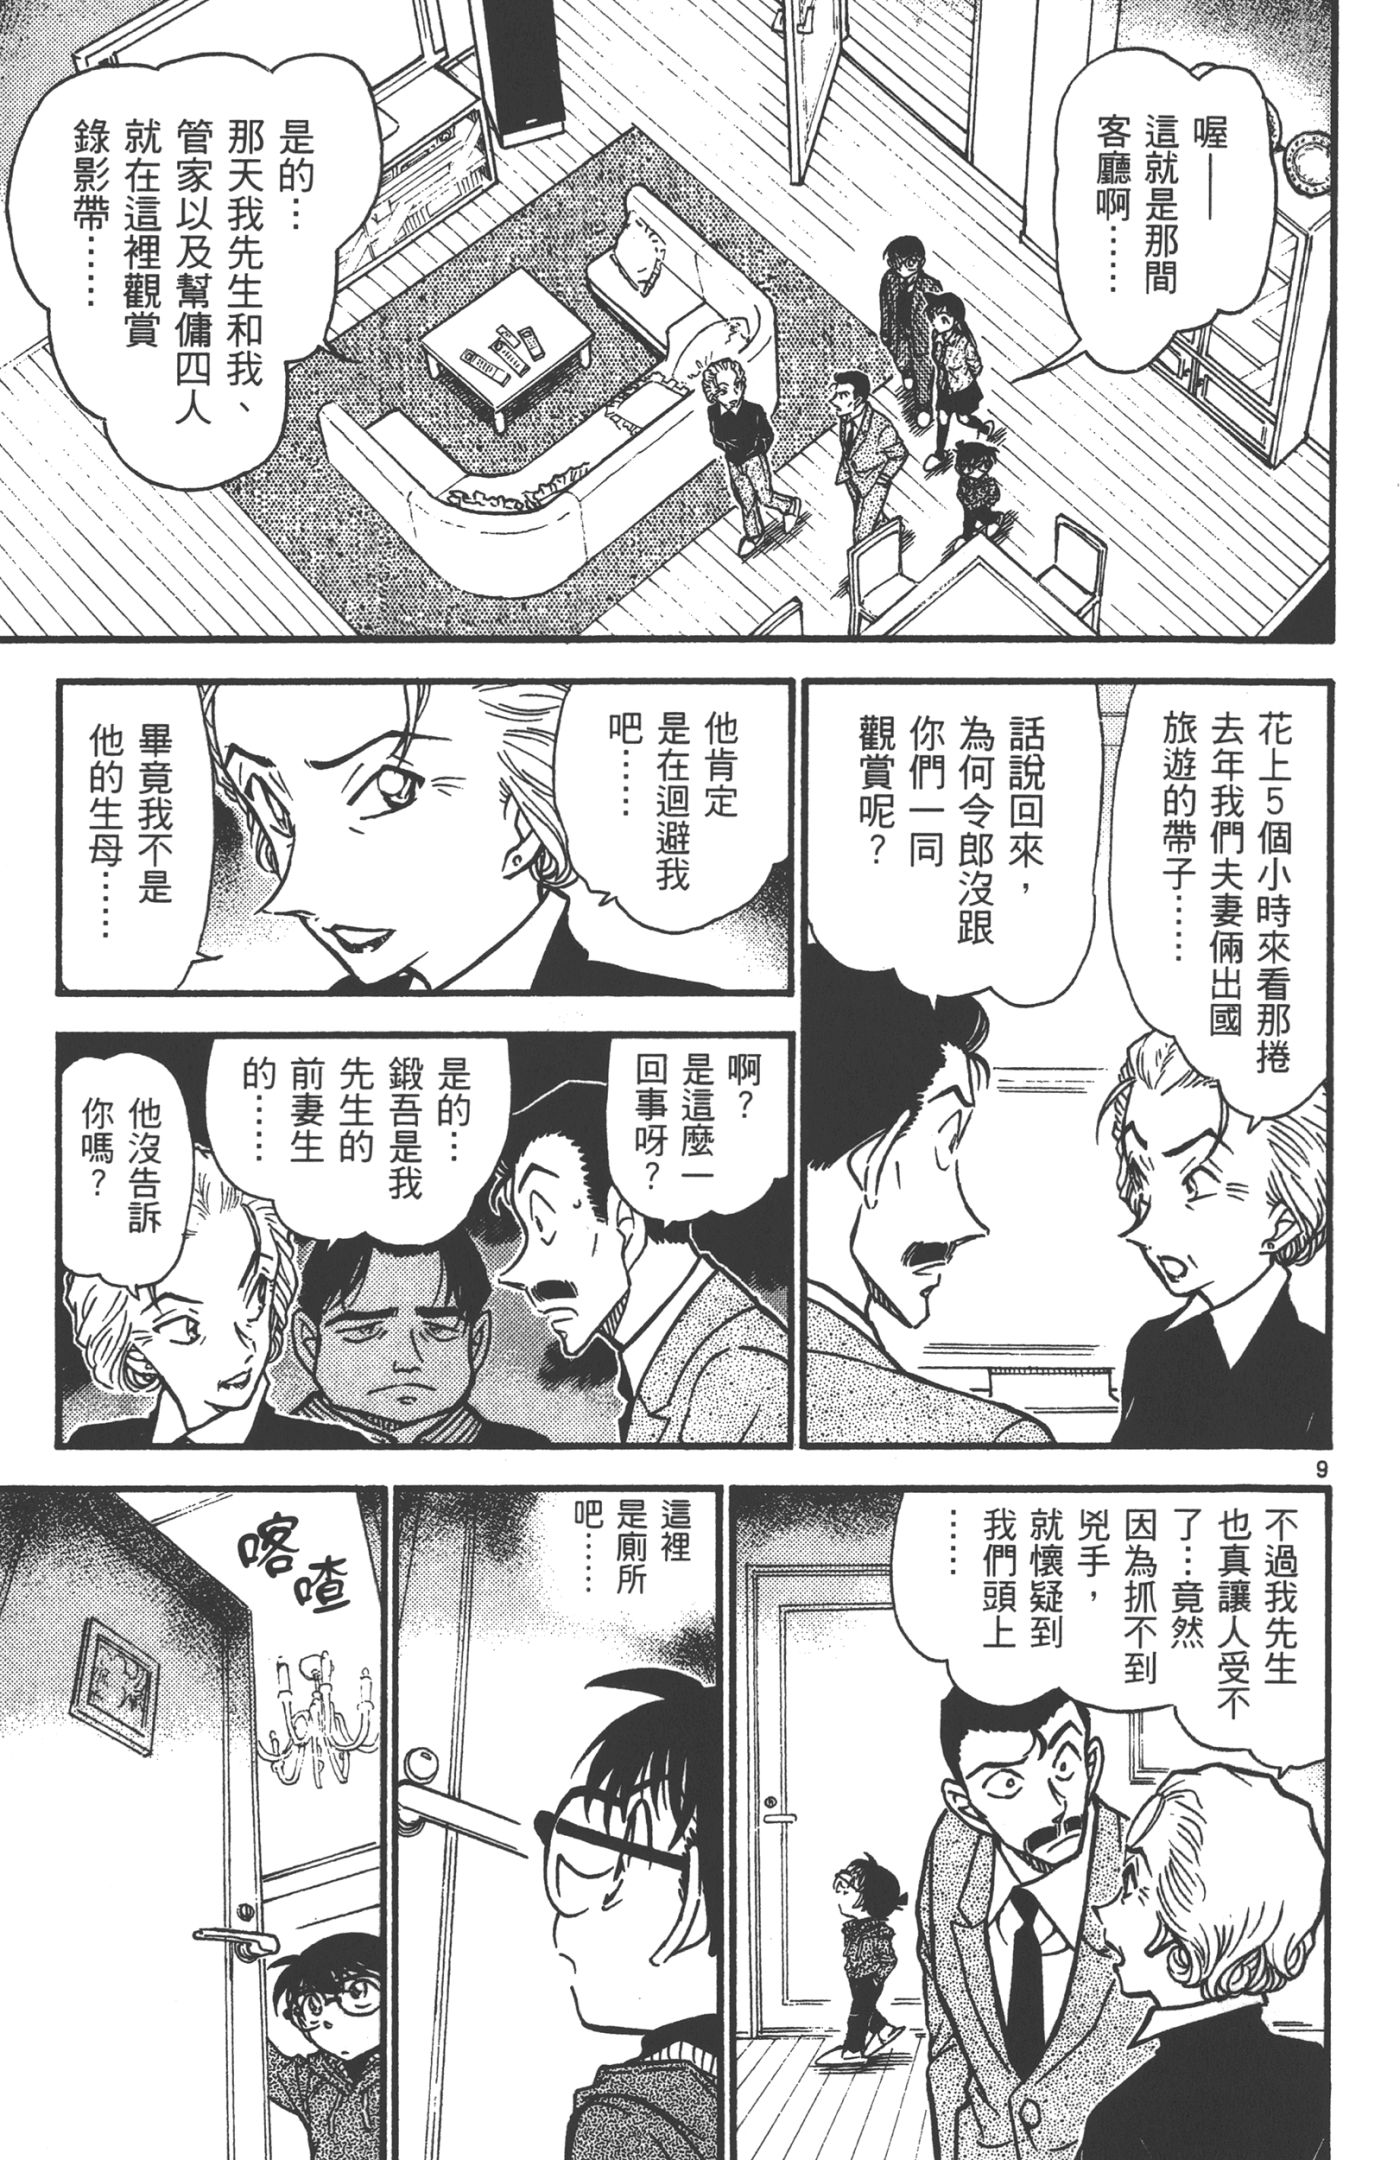 喔——
這就是那間
客廳啊……
是的…
那天我先生和我、
管家以及幫傭四人
就在這裡觀賞
錄影帶……
花上5個小時來看那捲
去年我們夫妻倆出國
旅遊的帶子……
話說回來，
為何令郎沒跟
你們一同
觀賞呢？
他肯定
是在迴避我
吧……
畢竟我不是
他的生母……
啊？
是這麼一
回事呀？
是的…
鍛吾是我
先生的
前妻生
的……
他沒告訴
你嗎？
9
不過我先生
也真讓人受不
了…竟然
因為抓不到
兇手，
就懷疑到
我們頭上
……
這裡
是廁所
吧……
喀喳